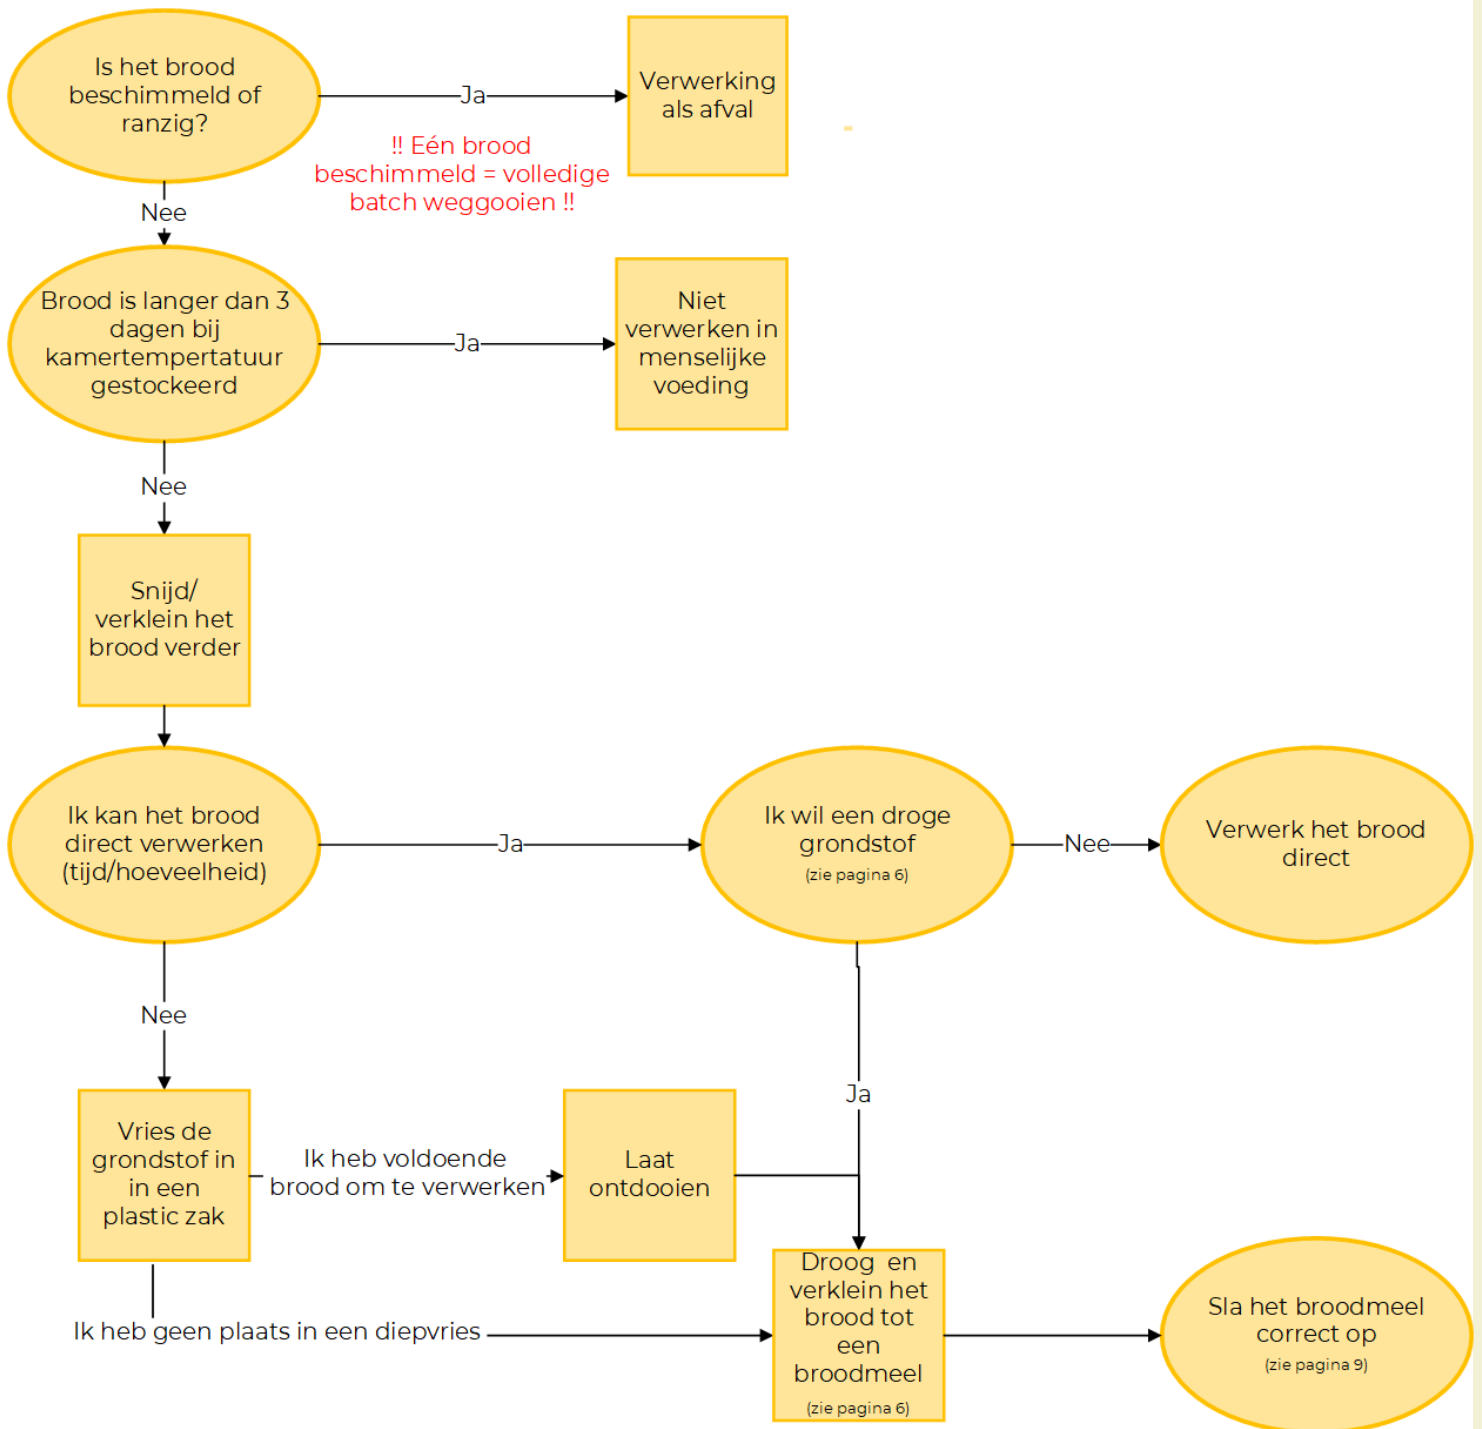 Is het brood
beschimmeld of
ranzig?
Ja
Verwerking
als afval
!! Eén brood
beschimmeld = volledige
batch weggooien !!
Nee
Brood is langer dan 3
dagen bij
kamertempertatuur
gestockeerd
Ja
Niet
verwerken in
menselijke
voeding
Nee
Snijd/
verklein het
brood verder
Ik kan het brood
direct verwerken
(tijd/hoeveelheid)
Ja
Ik wil een droge
grondstof
(zie pagina 6)
Nee
Verwerk het brood
direct
Nee
Ja
Vries de
grondstof in
in een
plastic zak
Ik heb voldoende
brood om te verwerken
Laat
ontdooien
Ik heb geen plaats in een diepvries
Droog en
verklein het
brood tot
een
broodmeel
(zie pagina 6)
Sla het broodmeel
correct op
(zie pagina 9)